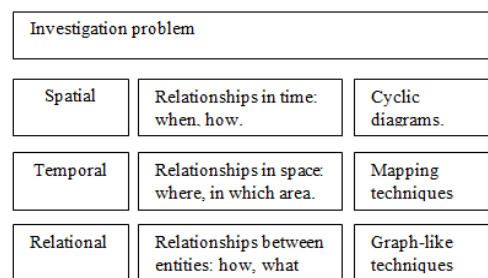 Investigation problem
Spatial
Relationships in time:
when, how.
Cyclic
diagrams.
Temporal
Relationships in space:
where, in which area.
Mapping
techniques
Relational
Relationships between
entities: how, what
Graph-like
techniques